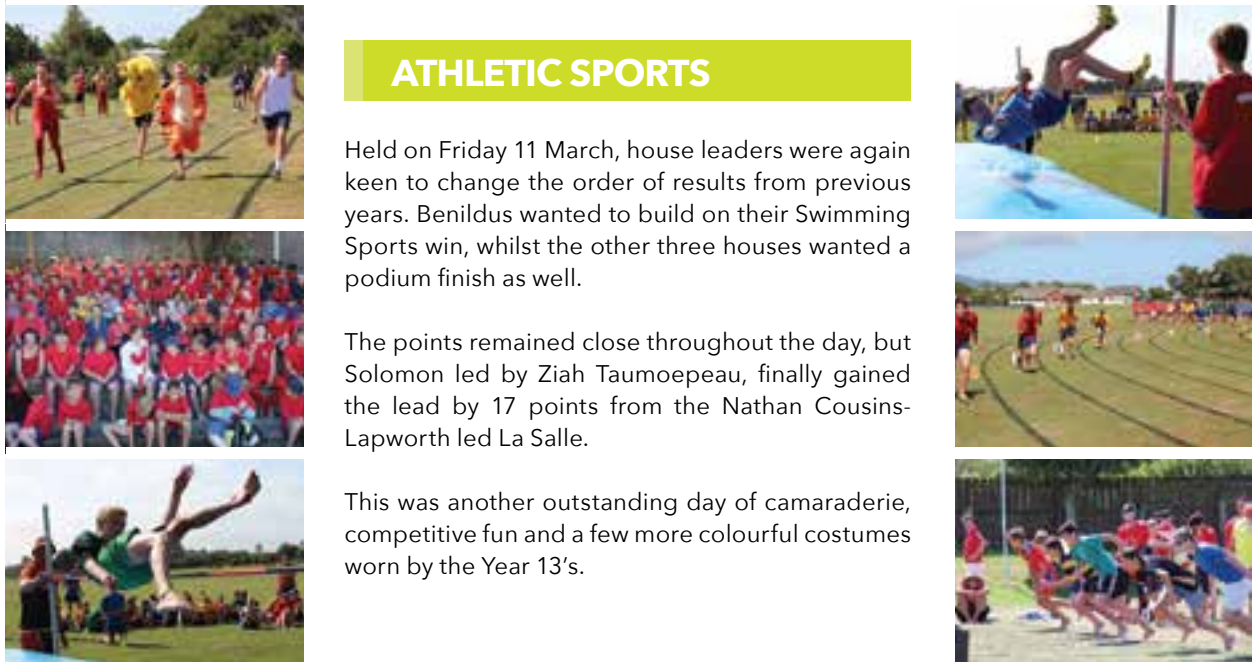 ATHLETIC SPORTS
Held on Friday 11 March, house leaders were again
keen to change the order of results from previous
years. Benildus wanted to build on their Swimming
Sports win, whilst the other three houses wanted a
podium finish as well.
The points remained close throughout the day, but
Solomon led by Ziah Taumoepeau, finally gained
the lead by 17 points from the Nathan Cousins-
Lapworth led La Salle.
This was another outstanding day of camaraderie,
competitive fun and a few more colourful costumes
worn by the Year 13's.